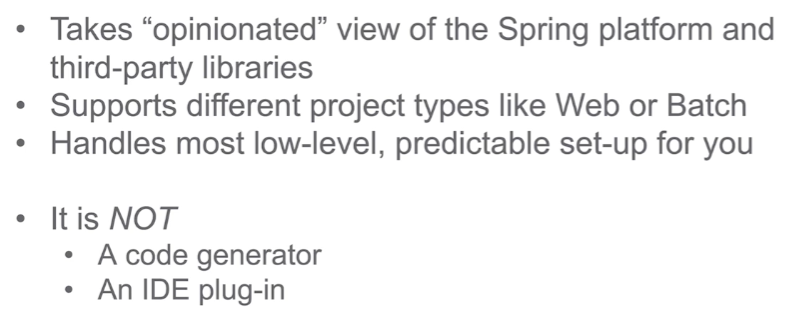 • Takes “opinionated” view of the Spring platform and
third-party libraries
• Supports different project types like Web or Batch
• Handles most low-level, predictable set-up for you
• It is NOT
• A code generator
• An IDE plug-in